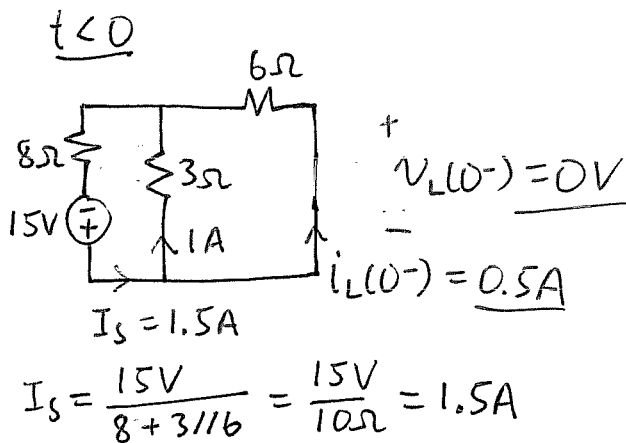 t<0
6Ω
8Ω
3Ω
+
v_L(0-) = 0V
-
15V
-
+
1A
i_L(0-) = 0.5A
I_S = 1.5A
I_S = 15V / (8 + 3//6) = 15V / 10Ω = 1.5A